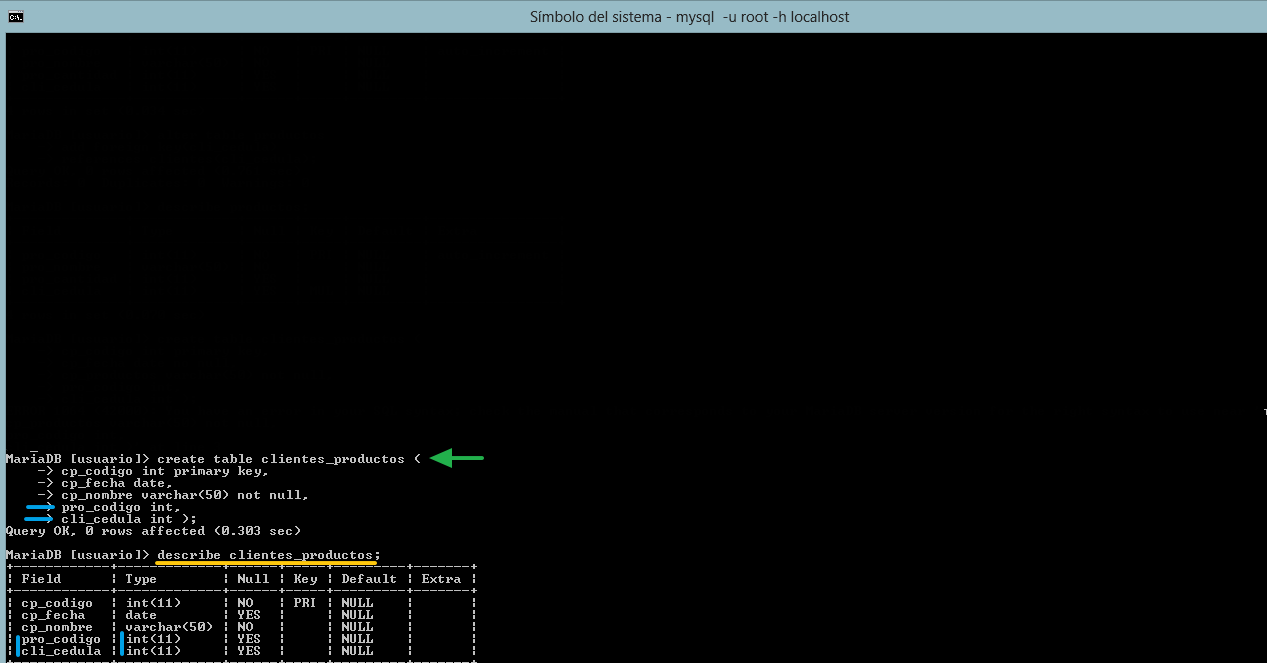 Símbolo del sistema - mysql -u root -h localhost
MariaDB [usuario]> create table clientes_productos (
-> cp_codigo int primary key,
-> cp_fecha date,
-> cp_nombre varchar(50) not null,
-> pro_codigo int,
-> cli_cedula int );
Query OK, 0 rows affected (0.303 sec)
MariaDB [usuario]> describe clientes_productos;
+------------+-------------+------+-----+---------+-------+
| Field | Type | Null | Key | Default | Extra |
+------------+-------------+------+-----+---------+-------+
| cp_codigo | int(11) | NO | PRI | NULL | |
| cp_fecha | date | YES | | NULL | |
| cp_nombre | varchar(50) | NO | | NULL | |
| pro_codigo | int(11) | YES | | NULL | |
| cli_cedula | int(11) | YES | | NULL | |
+------------+-------------+------+-----+---------+-------+